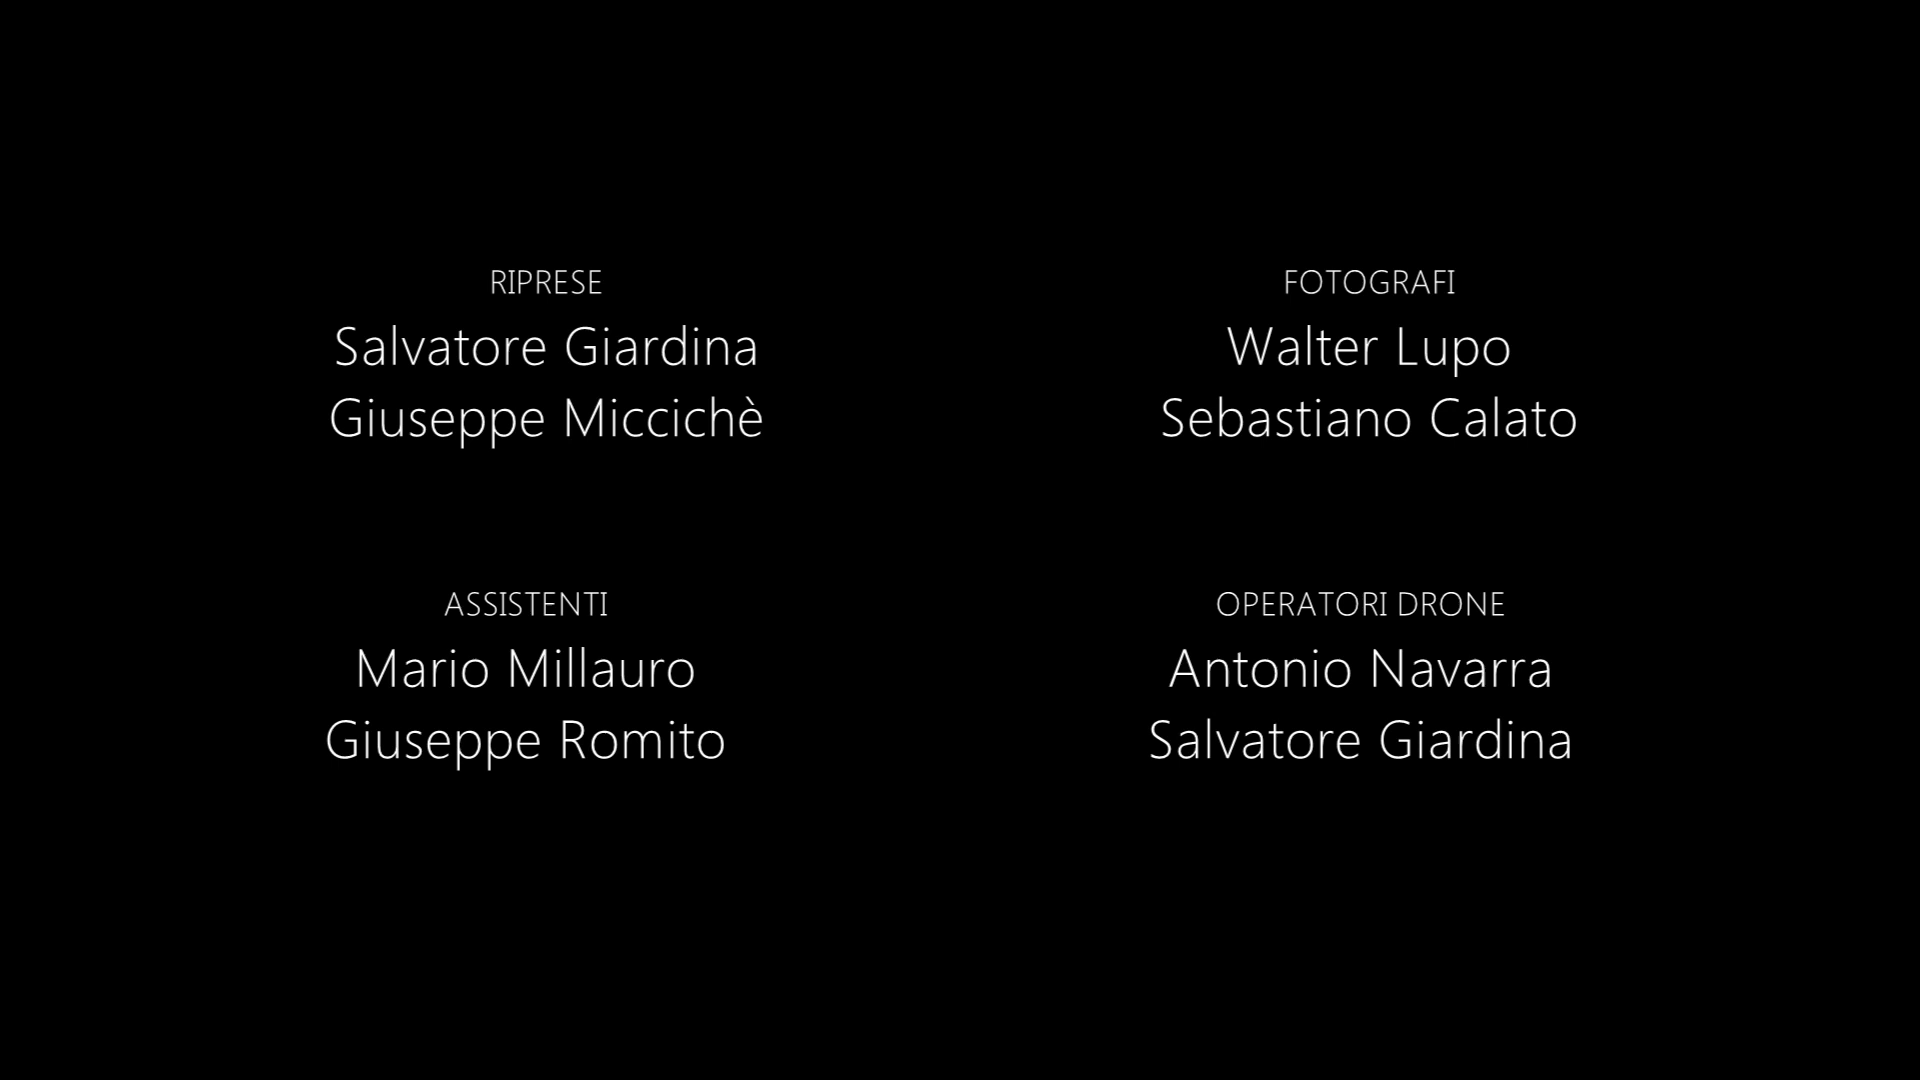 RIPRESE
Salvatore Giardina
Giuseppe Miccichè
FOTOGRAFI
Walter Lupo
Sebastiano Calato
ASSISTENTI
Mario Millauro
Giuseppe Romito
OPERATORI DRONE
Antonio Navarra
Salvatore Giardina